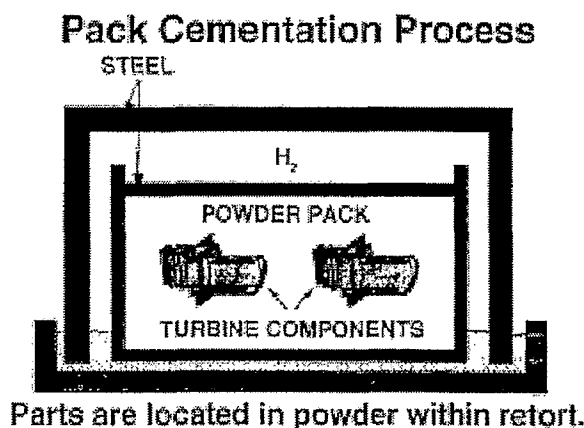 Pack Cementation Process
STEEL
H₂
POWDER PACK
TURBINE COMPONENTS
Parts are located in powder within retort.